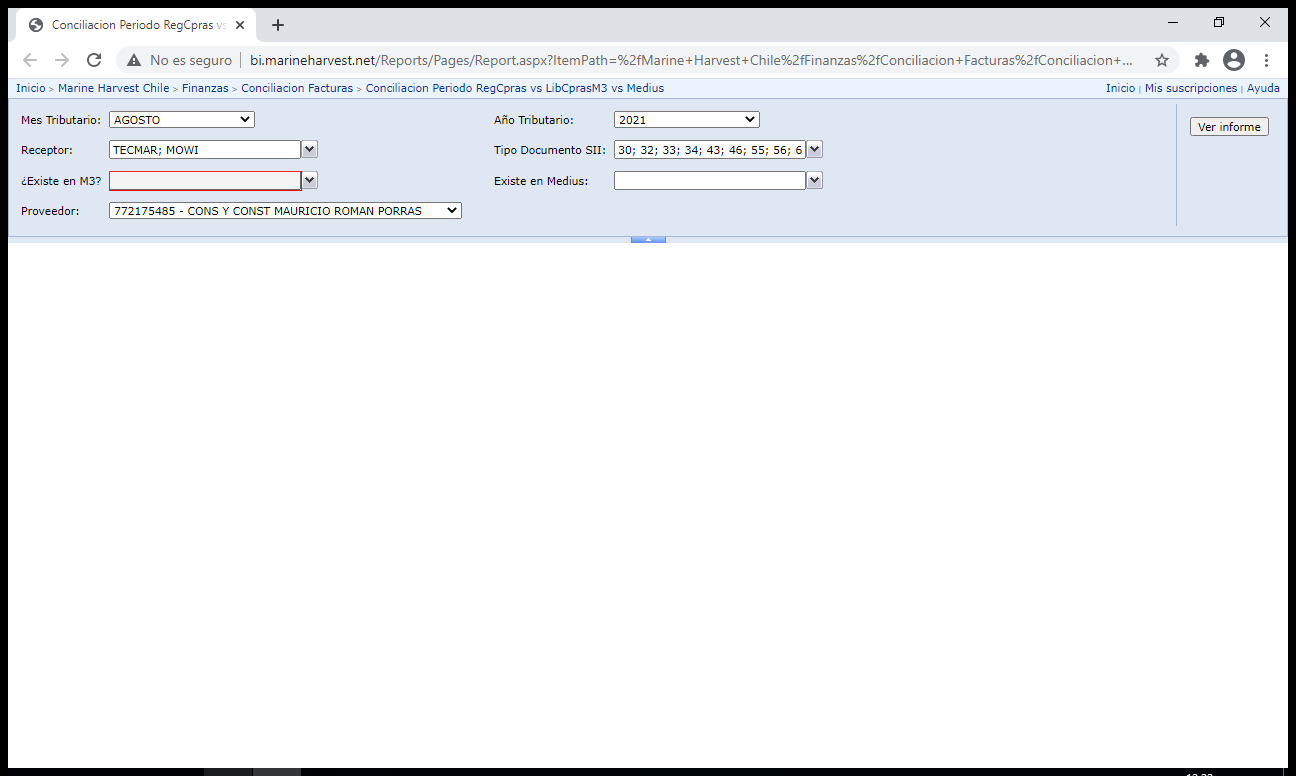 Conciliacion Periodo RegCpras vs
No es seguro
bi.marineharvest.net/Reports/Pages/Report.aspx?ItemPath=%2fMarine+Harvest+Chile%2fFinanzas%2fConciliacion+Facturas%2fConciliacion+...
Inicio > Marine Harvest Chile > Finanzas > Conciliacion Facturas > Conciliacion Periodo RegCpras vs LibCprasM3 vs Medius
Inicio | Mis suscripciones | Ayuda
Mes Tributario: AGOSTO
Año Tributario: 2021
Ver informe
Receptor: TECMAR; MOWI
Tipo Documento SII: 30; 32; 33; 34; 43; 46; 55; 56; 6
¿Existe en M3?
Existe en Medius:
Proveedor: 772175485 - CONS Y CONST MAURICIO ROMAN PORRAS